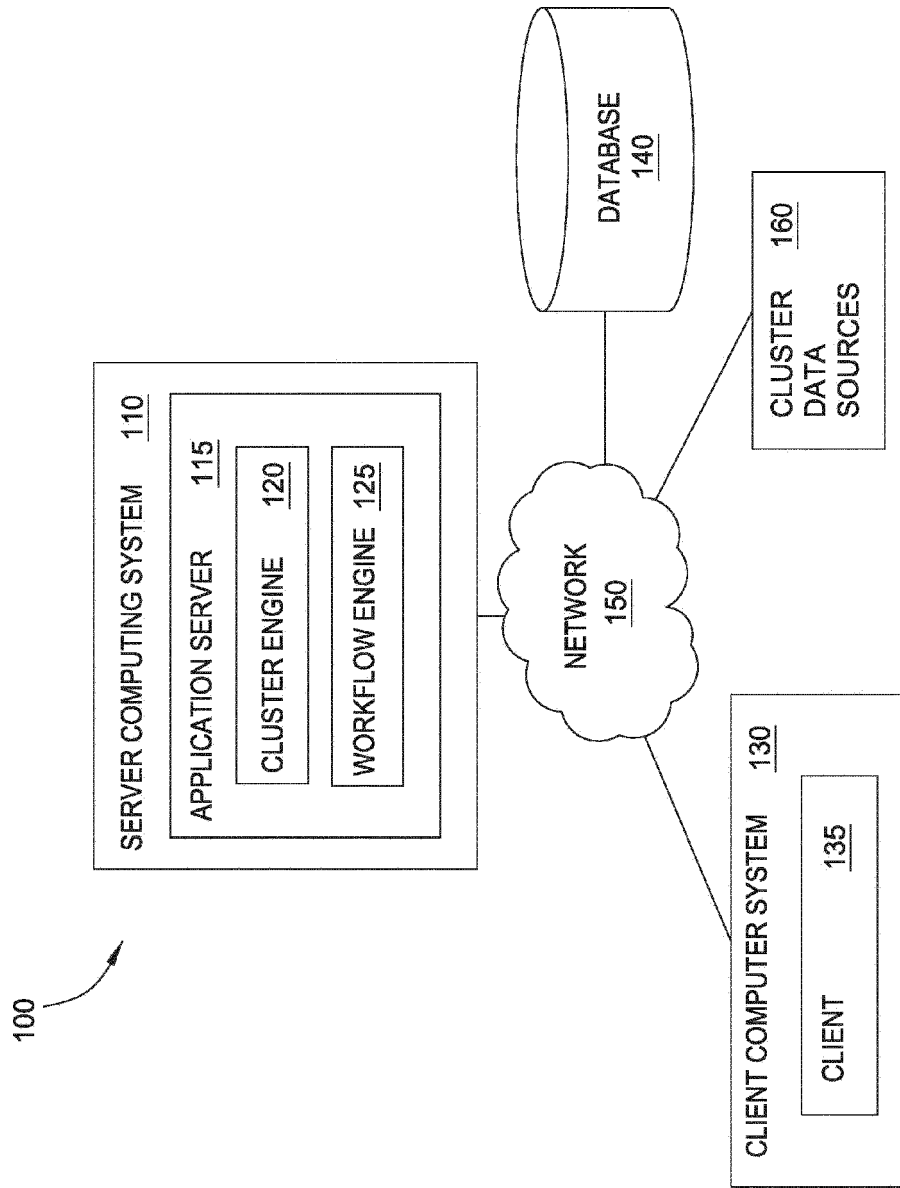 100
SERVER COMPUTING SYSTEM 110
APPLICATION SERVER 115
CLUSTER ENGINE 120
WORKFLOW ENGINE 125
NETWORK
150
DATABASE
140
CLIENT COMPUTER SYSTEM 130
CLIENT 135
CLUSTER 160
DATA
SOURCES